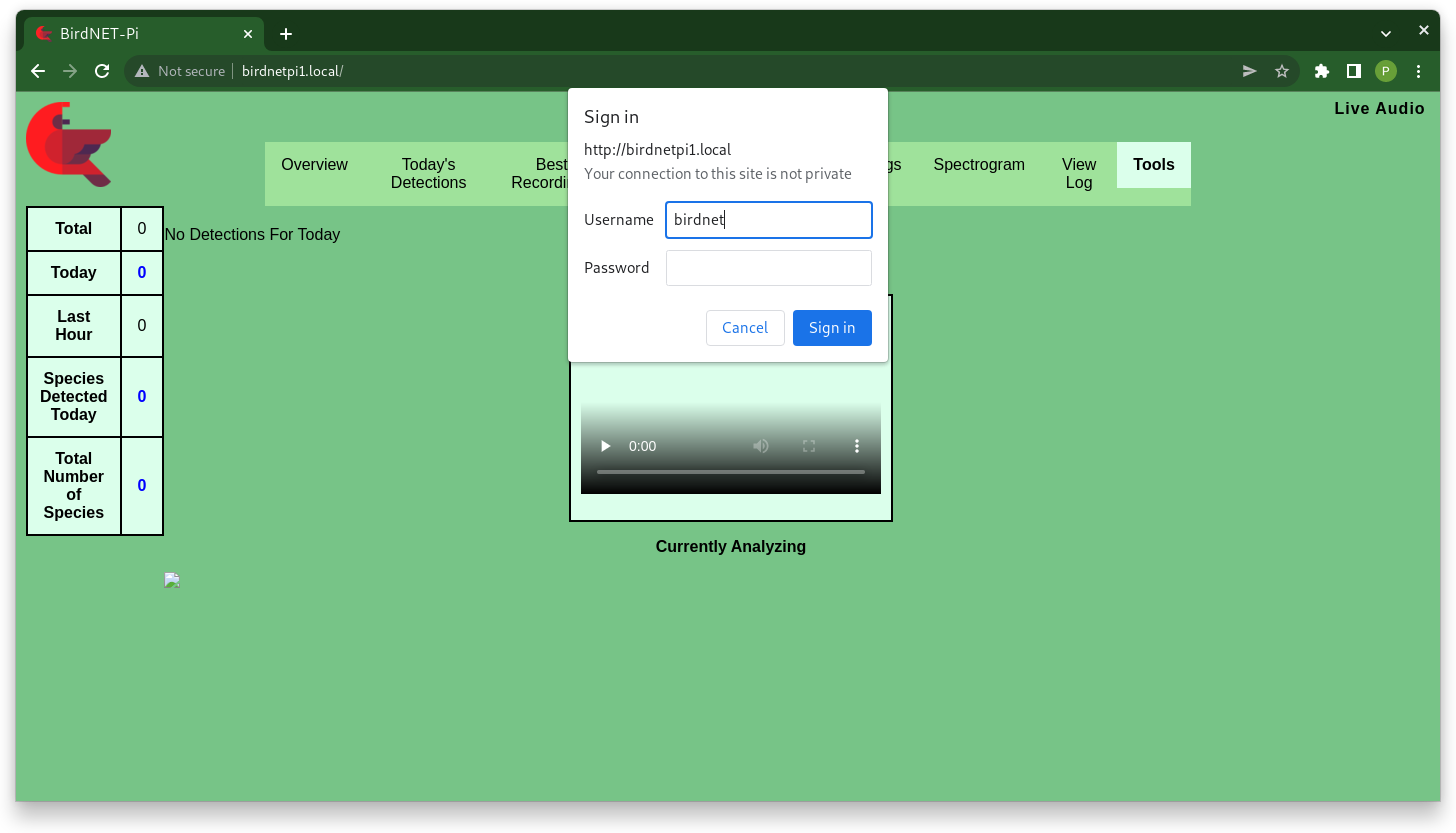 BirdNET-Pi
Not secure
birdnetpi1.local/
P
Live Audio
Overview
Today's
Detections
Best
Spectrogram
View
Log
Tools
Sign in
http://birdnetpi1.local
Your connection to this site is not private
Username
birdnet
Password
Cancel
Sign in
Total
0
Today
0
Last
Hour
0
Species
Detected
Today
0
Total
Number
of
Species
0
No Detections For Today
0:00
Currently Analyzing